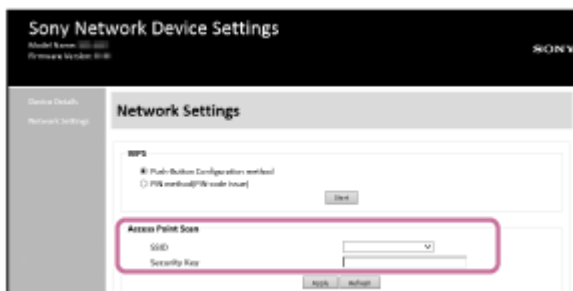 Sony Network Device Settings
Model Name
Firmware Version
SONY
Device Details
Network Settings
Network Settings
WPS
Push-Button Configuration method
PIN method(PIN-code issue)
Start
Access Point Scan
SSID
Security Key
Apply Refresh